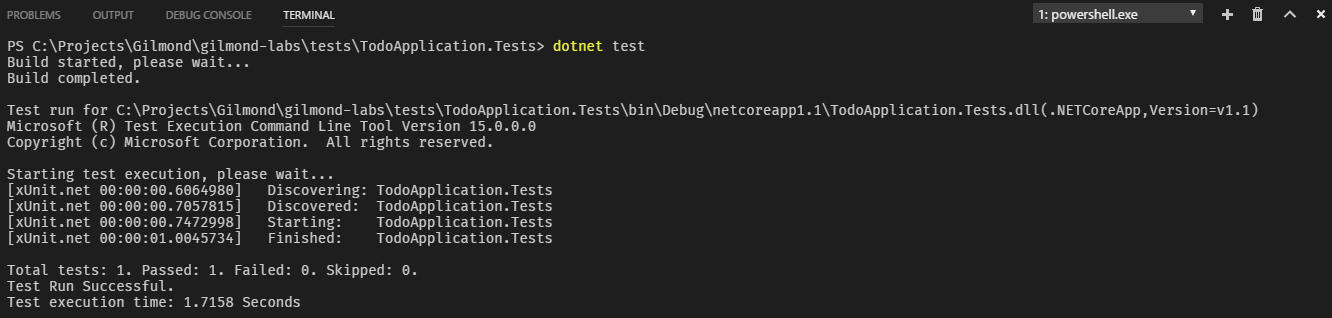 PROBLEMS OUTPUT DEBUG CONSOLE TERMINAL 1: powershell.exe
PS C:\Projects\Gilmond\gilmond-labs\tests\TodoApplication.Tests> dotnet test
Build started, please wait...
Build completed.
Test run for C:\Projects\Gilmond\gilmond-labs\tests\TodoApplication.Tests\bin\Debug\netcoreapp1.1\TodoApplication.Tests.dll(.NETCoreApp,Version=v1.1)
Microsoft (R) Test Execution Command Line Tool Version 15.0.0.0
Copyright (c) Microsoft Corporation.  All rights reserved.
Starting test execution, please wait...
[xUnit.net 00:00:00.6064980]   Discovering: TodoApplication.Tests
[xUnit.net 00:00:00.7057815]   Discovered:  TodoApplication.Tests
[xUnit.net 00:00:00.7472998]   Starting:    TodoApplication.Tests
[xUnit.net 00:00:01.0045734]   Finished:    TodoApplication.Tests
Total tests: 1. Passed: 1. Failed: 0. Skipped: 0.
Test Run Successful.
Test execution time: 1.7158 Seconds